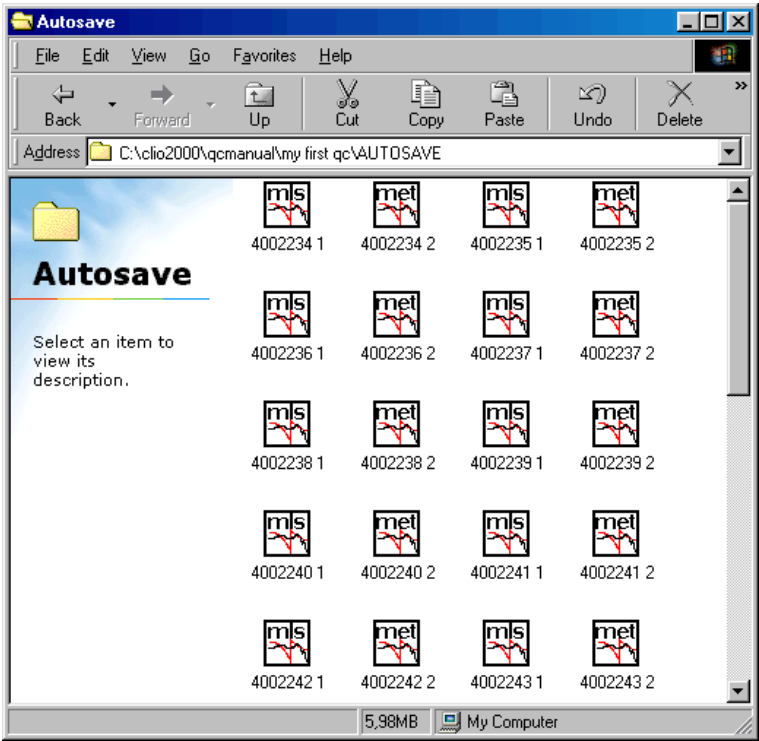 Autosave
File Edit View Go Favorites Help
Back Forward Up Cut Copy Paste Undo Delete »
Address C:\clio2000\qcmanual\my first qc\AUTOSAVE
Autosave
Select an item to
view its
description.
mls met mls met
4002234 1 4002234 2 4002235 1 4002235 2
mls met mls met
4002236 1 4002236 2 4002237 1 4002237 2
mls met mls met
4002238 1 4002238 2 4002239 1 4002239 2
mls met mls met
4002240 1 4002240 2 4002241 1 4002241 2
mls met mls met
4002242 1 4002242 2 4002243 1 4002243 2
5,98MB My Computer